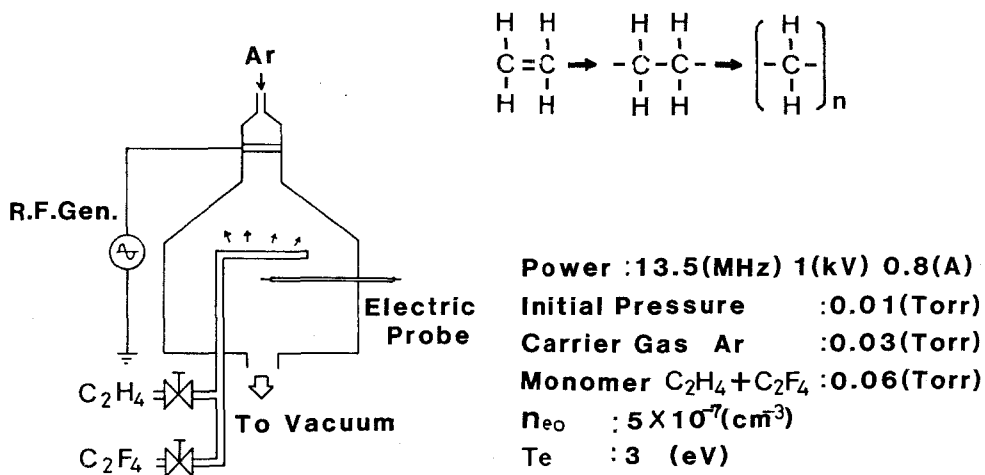 Ar
R.F.Gen.
Electric
Probe
C₂H₄
To Vacuum
C₂F₄
H H
C=C → -C-C- → (-C-)n
H H
Power :13.5(MHz) 1(kV) 0.8(A)
Initial Pressure :0.01(Torr)
Carrier Gas Ar :0.03(Torr)
Monomer C₂H₄+C₂F₄ :0.06(Torr)
neo :5×10⁻⁷(cm⁻³)
Te :3 (eV)